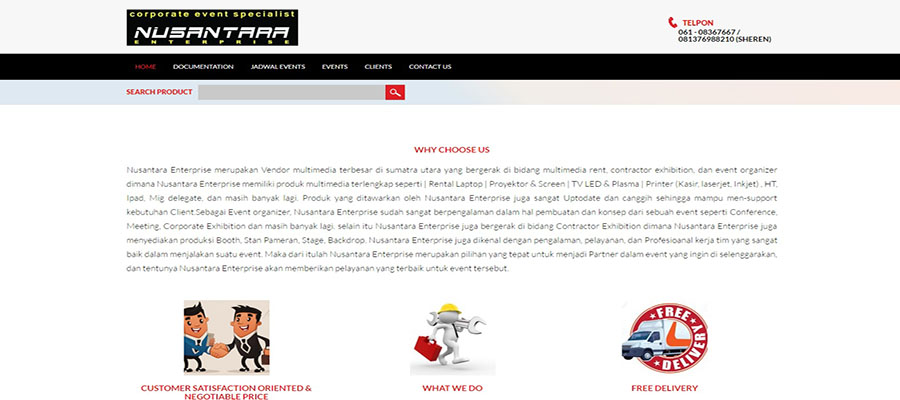 corporate event specialist
NUSANTARA
ENTERPRISE
TELPON
061 - 08367667 /
081376988210 (SHEREN)
HOME DOCUMENTATION JADWAL EVENTS EVENTS CLIENTS CONTACT US
SEARCH PRODUCT
WHY CHOOSE US
Nusantara Enterprise merupakan Vendor multimedia terbesar di sumatra utara yang bergerak di bidang multimedia rent, contractor exhibition, dan event organizer
dimana Nusantara Enterprise memiliki produk multimedia terlengkap seperti | Rental Laptop | Proyektor & Screen | TV LED & Plasma | Printer (Kasir, laserjet, Inkjet) , HT,
Ipad, Mig delegate, dan masih banyak lagi. Produk yang ditawarkan oleh Nusantara Enterprise juga sangat Uptodate dan canggih sehingga mampu men-support
kebutuhan Client.Sebagai Event organizer, Nusantara Enterprise sudah sangat berpengalaman dalam hal pembuatan dan konsep dari sebuah event seperti Conference,
Meeting, Corporate Exhibition dan masih banyak lagi. selain itu Nusantara Enterprise juga bergerak di bidang Contractor Exhibition dimana Nusantara Enterprise juga
menyediakan produksi Booth, Stan Pameran, Stage, Backdrop. Nusantara Enterprise juga dikenal dengan pengalaman, pelayanan, dan Profesioanal kerja tim yang sangat
baik dalam menjalakan suatu event. Maka dari itulah Nusantara Enterprise merupakan pilihan yang tepat untuk menjadi Partner dalam event yang ingin di selenggarakan,
dan tentunya Nusantara Enterprise akan memberikan pelayanan yang terbaik untuk event tersebut.
FREE
DELIVERY
CUSTOMER SATISFACTION ORIENTED &
NEGOTIABLE PRICE
WHAT WE DO
FREE DELIVERY